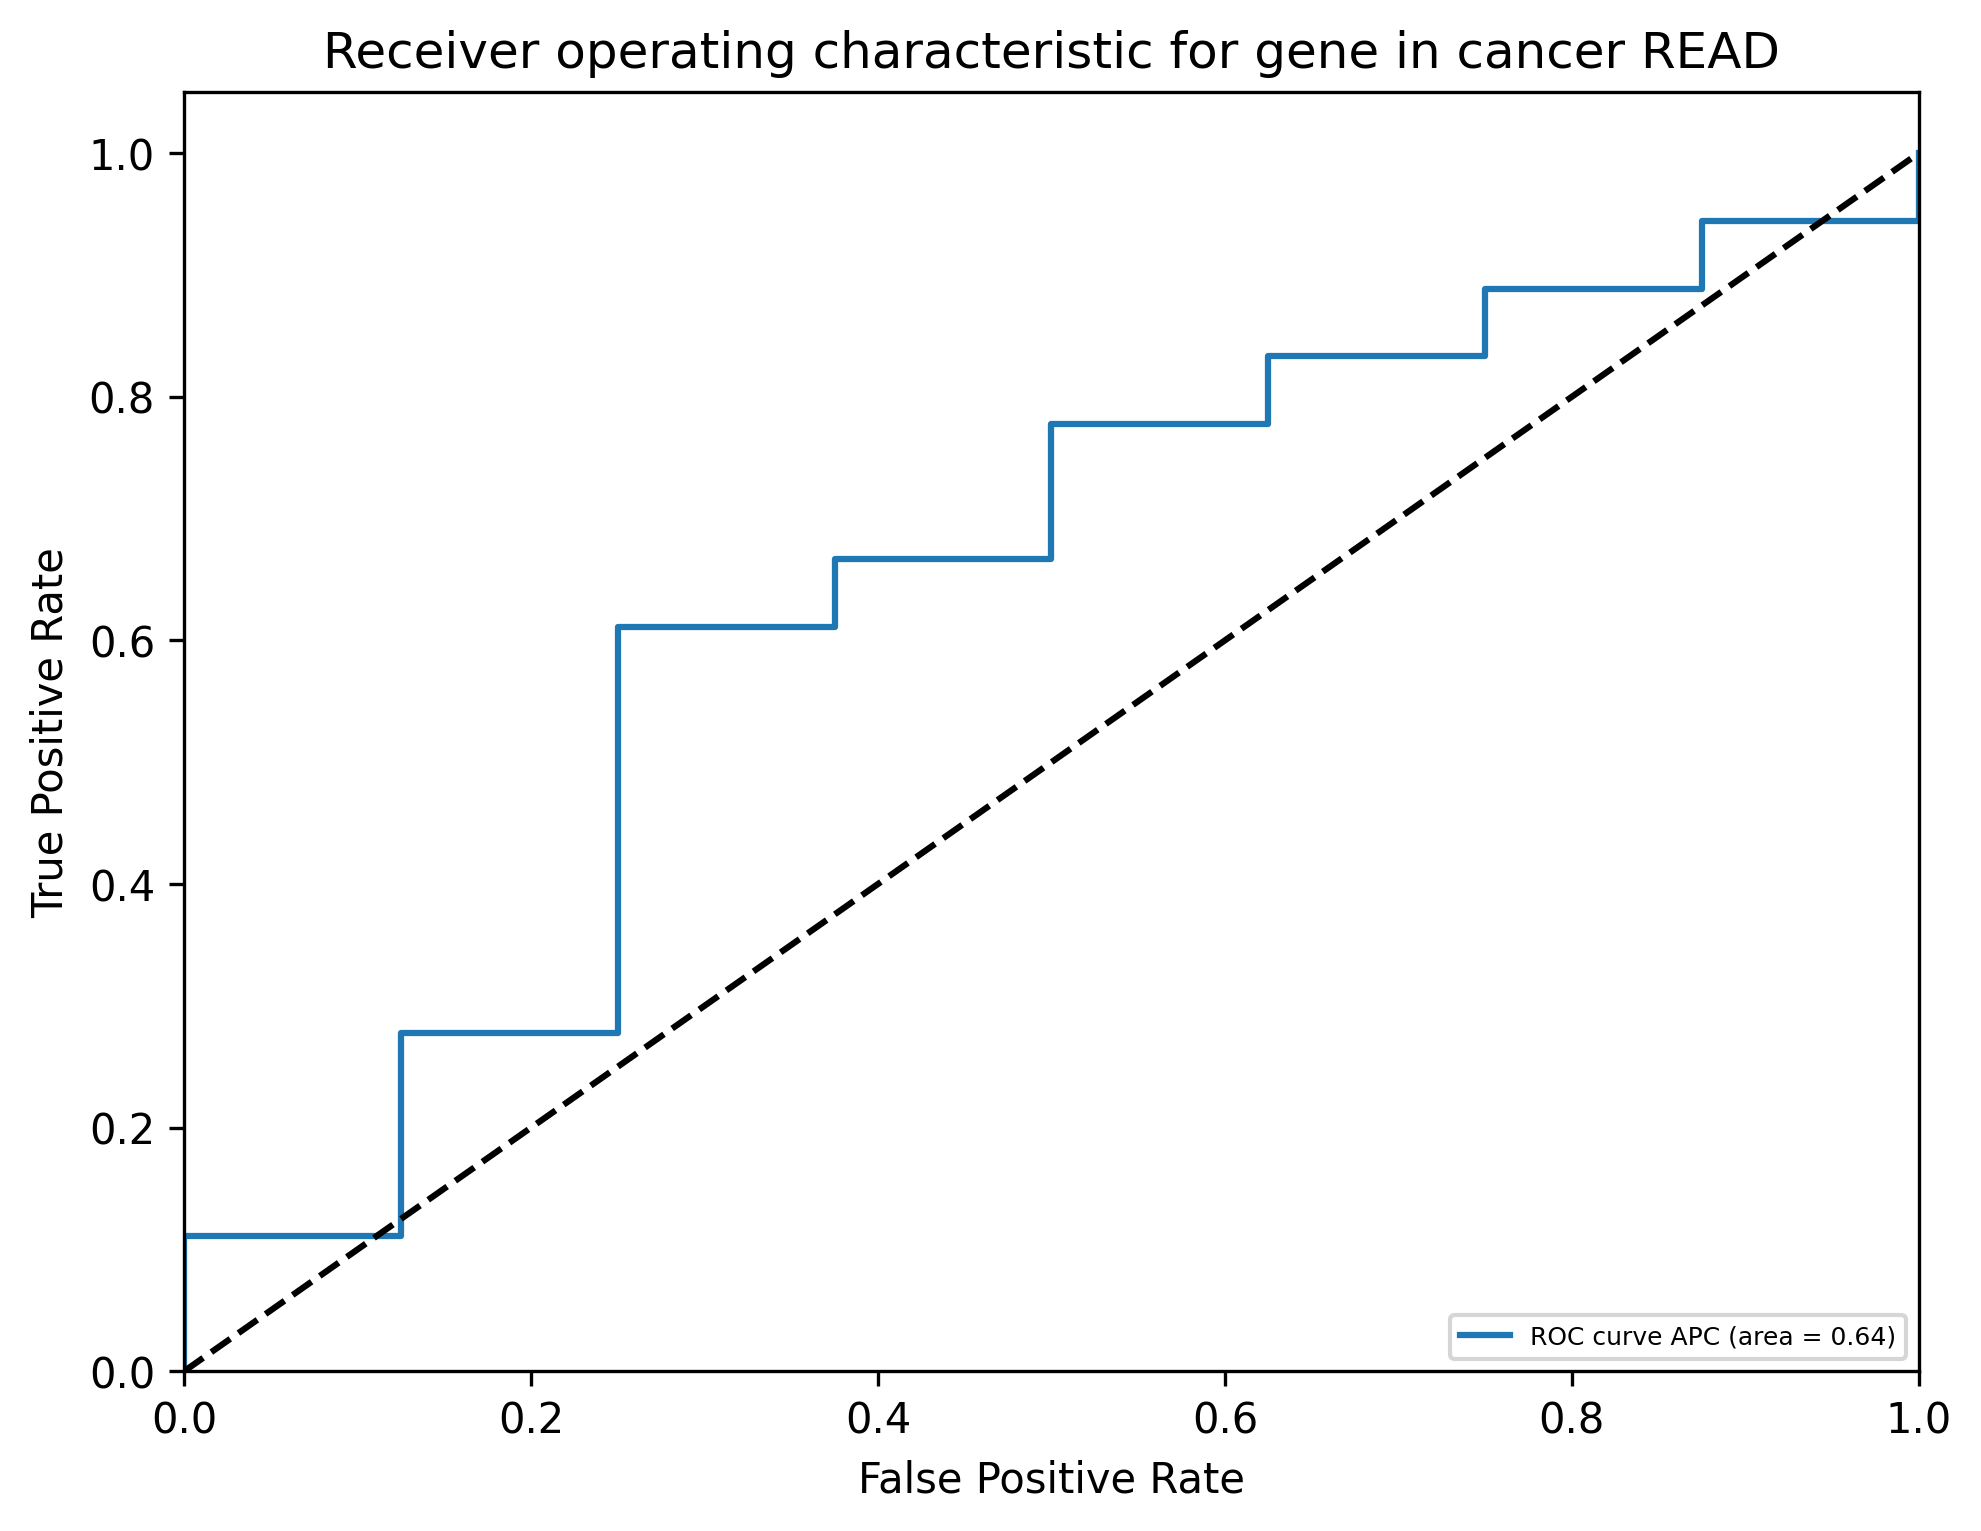 Receiver operating characteristic for gene in cancer READ
True Positive Rate
1.0
0.8
0.6
0.4
0.2
0.0
0.0 0.2 0.4 0.6 0.8 1.0
False Positive Rate
ROC curve APC (area = 0.64)